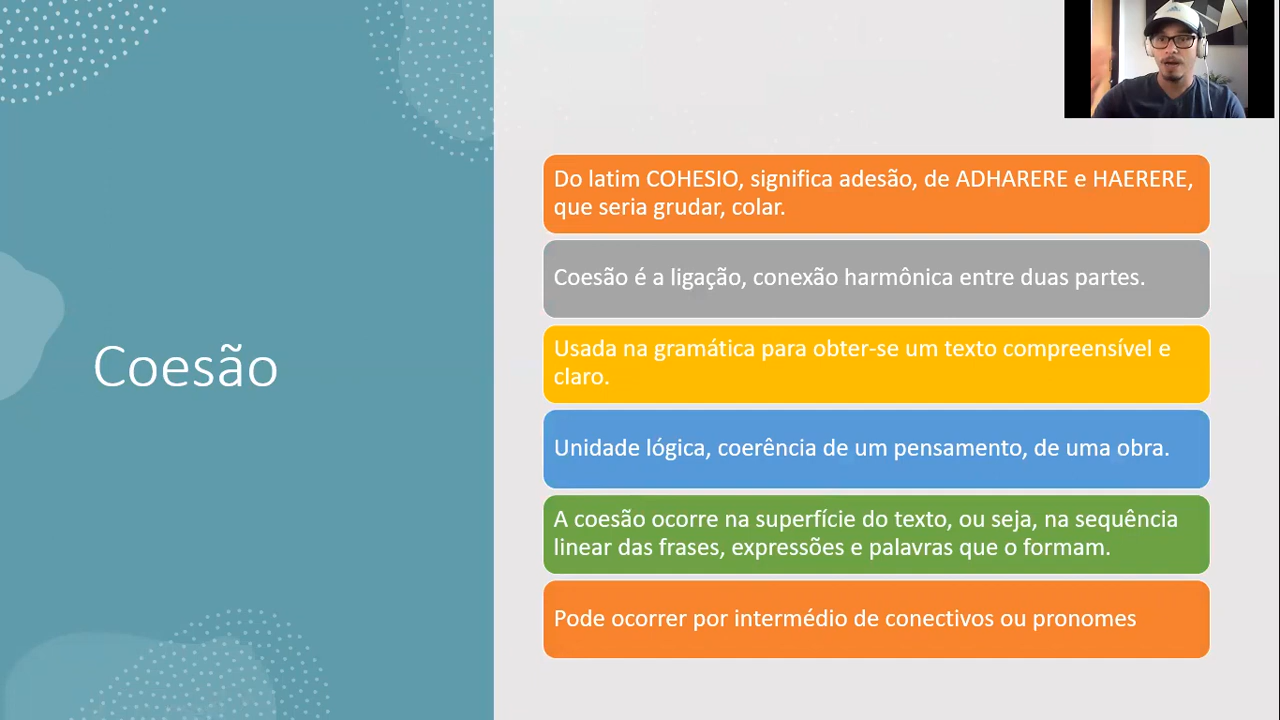 Coesão
Do latim COHESIO, significa adesão, de ADHARERE e HAERERE,
que seria grudar, colar.
Coesão é a ligação, conexão harmônica entre duas partes.
Usada na gramática para obter-se um texto compreensível e
claro.
Unidade lógica, coerência de um pensamento, de uma obra.
A coesão ocorre na superfície do texto, ou seja, na sequência
linear das frases, expressões e palavras que o formam.
Pode ocorrer por intermédio de conectivos ou pronomes